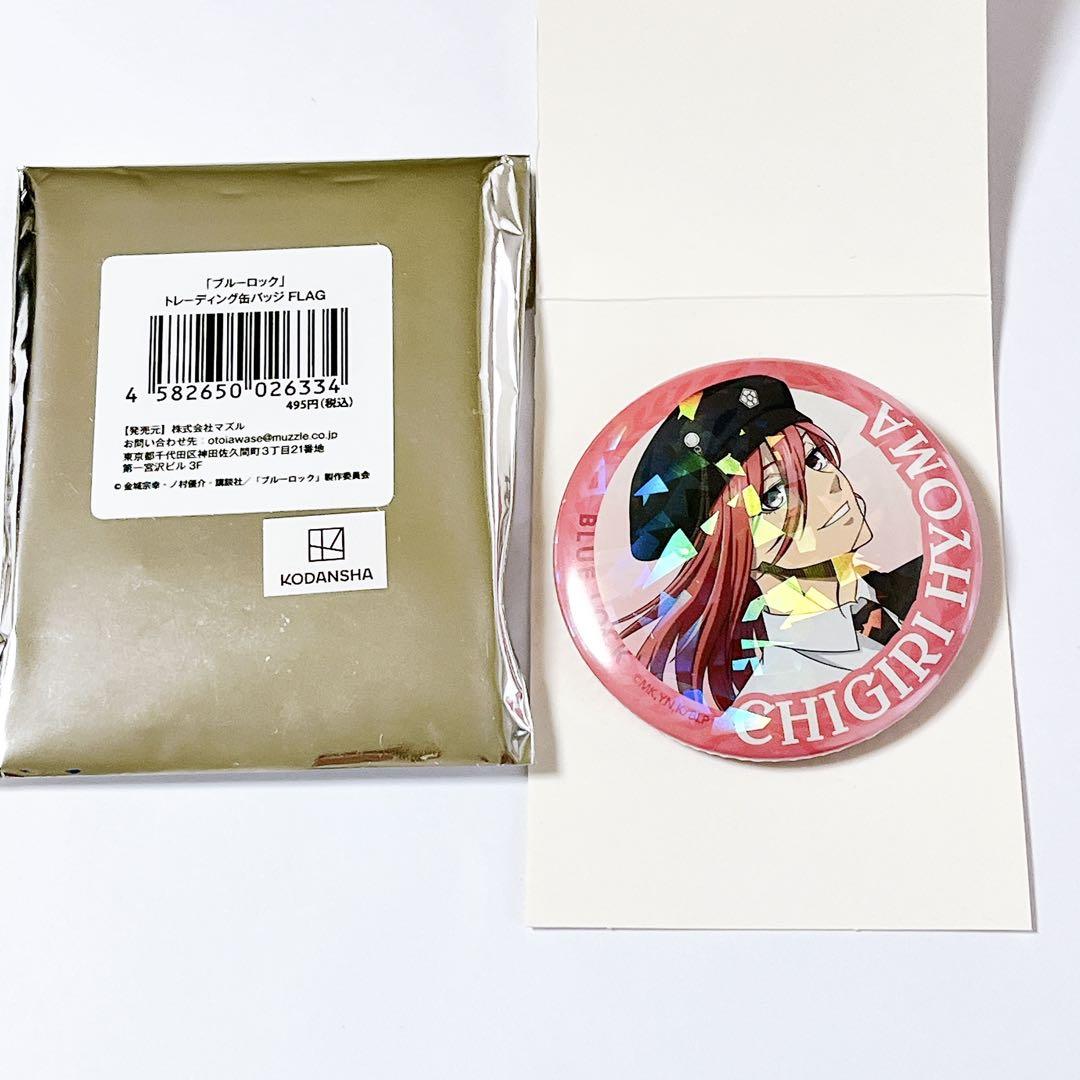 「ブルーロック」
トレーディング缶バッジ FLAG
4 582650 026334
495円(税込)
【発売元】株式会社マズル
お問い合わせ先：otoiawase@muzzle.co.jp
東京都千代田区神田佐久間町3丁目21番地
第一宮沢ビル 3F
© 金城宗幸・ノ村優介・講談社／「ブルーロック」製作委員会
KODANSHA
BLUE LOCK
©MK,YN,K/BLP
CHIGIRI HYOMA